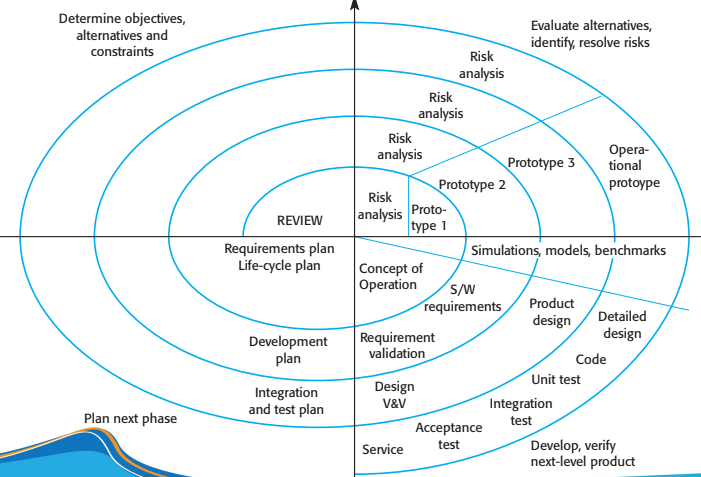 Determine objectives,
alternatives and
constraints
Evaluate alternatives,
identify, resolve risks
Risk
analysis
Risk
analysis
Risk
analysis
Risk
analysis
Proto-
type 1
Prototype 2
Prototype 3
Opera-
tional
protoype
REVIEW
Requirements plan
Life-cycle plan
Simulations, models, benchmarks
Concept of
Operation
S/W
requirements
Product
design
Detailed
design
Development
plan
Requirement
validation
Code
Unit test
Integration
and test plan
Design
V&V
Integration
test
Plan next phase
Acceptance
test
Service
Develop, verify
next-level product